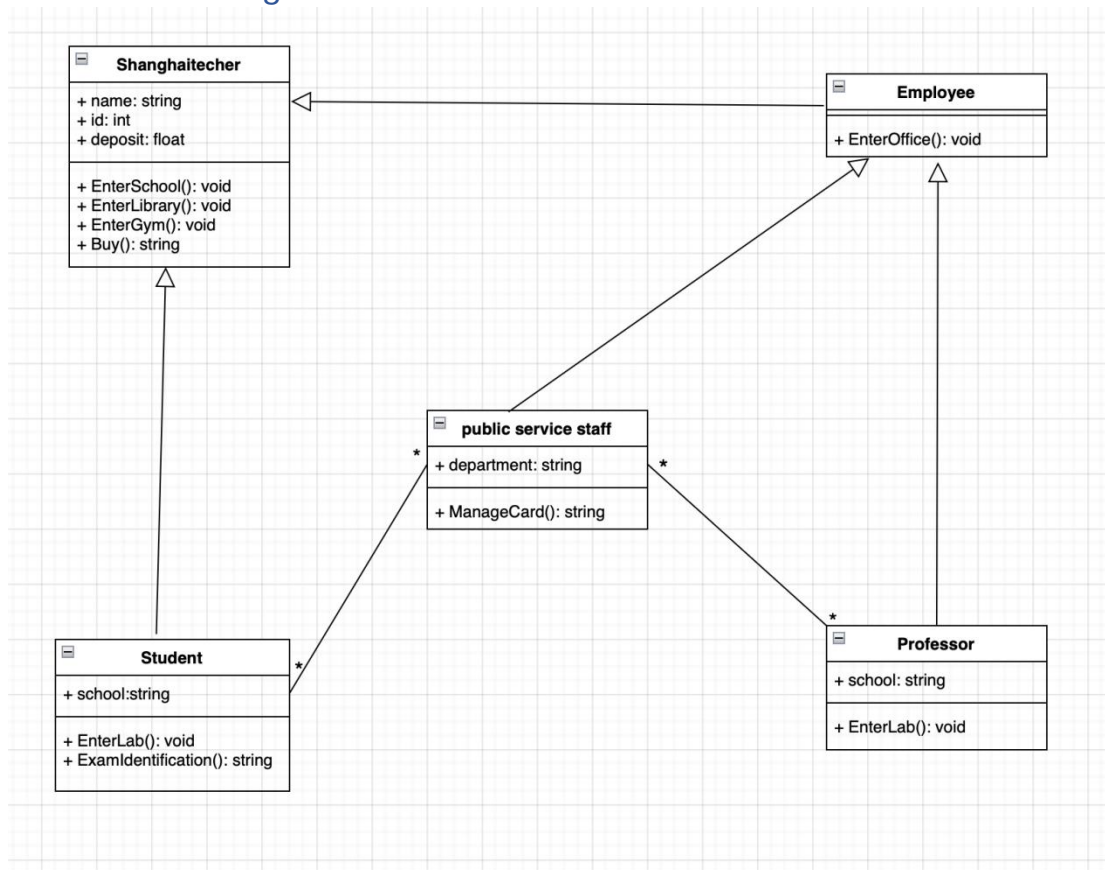 Shanghaitecher
+ name: string
+ id: int
+ deposit: float
+ EnterSchool(): void
+ EnterLibrary(): void
+ EnterGym(): void
+ Buy(): string
Employee
+ EnterOffice(): void
public service staff
+ department: string
+ ManageCard(): string
*
*
*
*
Student
+ school:string
+ EnterLab(): void
+ ExamIdentification(): string
Professor
+ school: string
+ EnterLab(): void